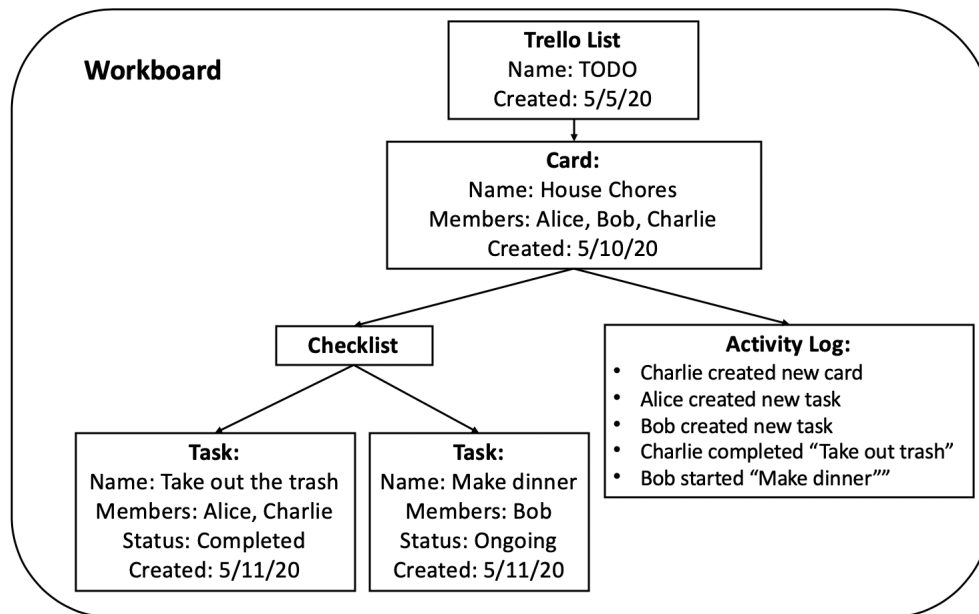 Workboard
Trello List
Name: TODO
Created: 5/5/20
Card:
Name: House Chores
Members: Alice, Bob, Charlie
Created: 5/10/20
Checklist
Task:
Name: Take out the trash
Members: Alice, Charlie
Status: Completed
Created: 5/11/20
Task:
Name: Make dinner
Members: Bob
Status: Ongoing
Created: 5/11/20
Activity Log:
• Charlie created new card
• Alice created new task
• Bob created new task
• Charlie completed “Take out trash”
• Bob started “Make dinner””